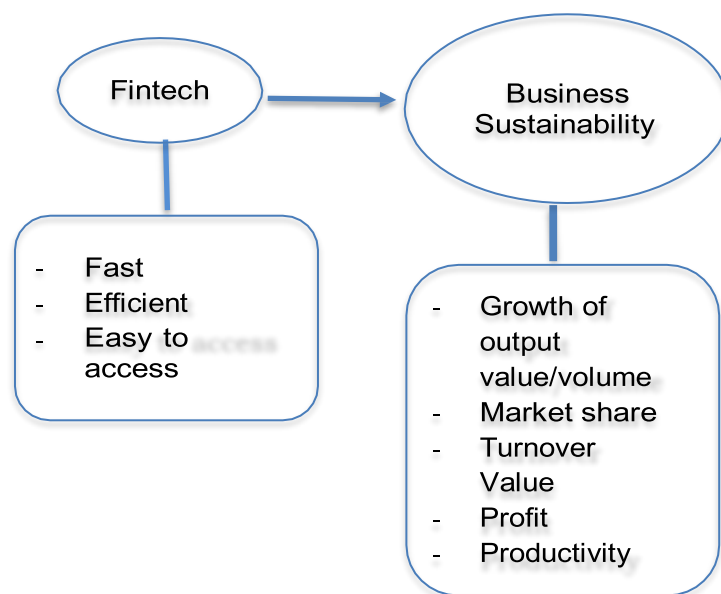 Fintech
Business
Sustainability
- Fast
- Efficient
- Easy to
access
- Growth of
output
value/volume
- Market share
- Turnover
Value
- Profit
- Productivity